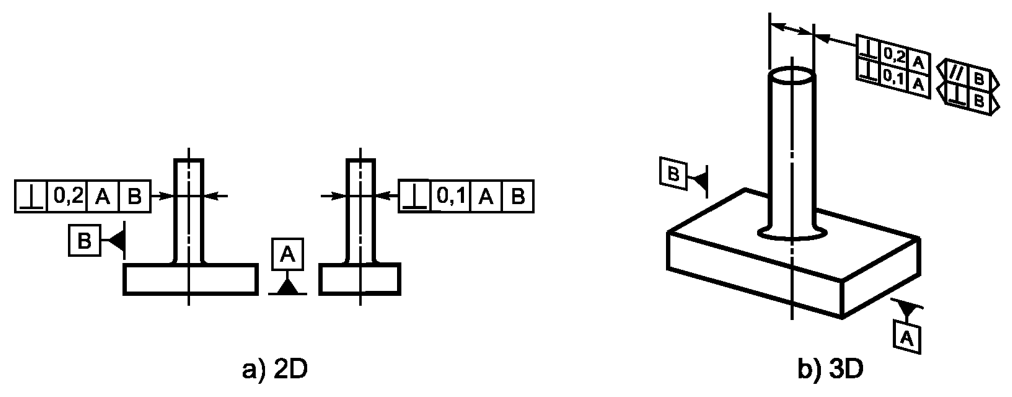 ⊥ 0,2 A B
B
A
⊥ 0,1 A B
a) 2D
⊥ 0,2 A // B
⊥ 0,1 A ⊥ B
B
A
b) 3D